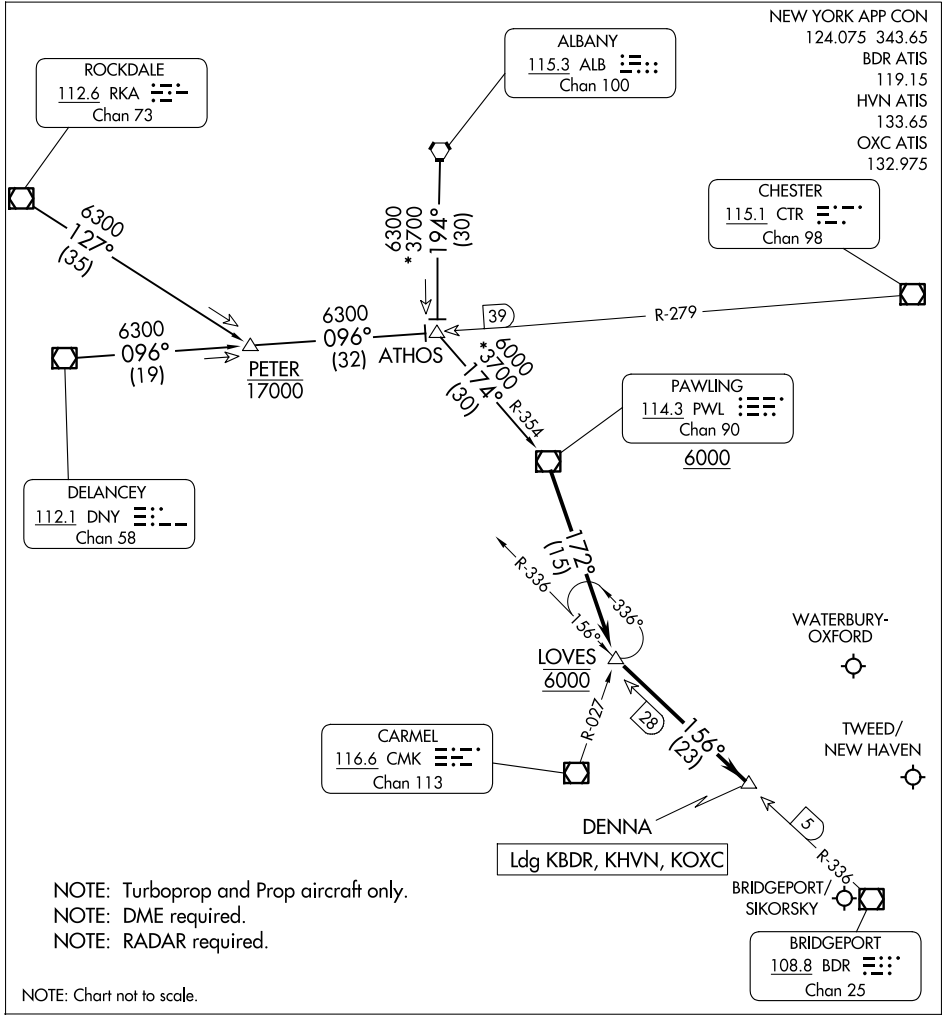 NEW YORK APP CON
124.075 343.65
BDR ATIS
119.15
HVN ATIS
133.65
OXC ATIS
132.975
ALBANY
115.3 ALB
Chan 100
ROCKDALE
112.6 RKA
Chan 73
CHESTER
115.1 CTR
Chan 98
6300
127°
(35)
6300
*3700
194°
(30)
39
R-279
6300
096°
(19)
6300
096°
(32)
PETER
17000
ATHOS
6000
*3700
174°
(30)
R-354
PAWLING
114.3 PWL
Chan 90
6000
DELANCEY
112.1 DNY
Chan 58
172°
(15)
R-336
156°
336°
LOVES
6000
WATERBURY-
OXFORD
R-027
28
156°
(23)
CARMEL
116.6 CMK
Chan 113
TWEED/
NEW HAVEN
DENNA
Ldg KBDR, KHVN, KOXC
5
R-336
BRIDGEPORT/
SIKORSKY
BRIDGEPORT
108.8 BDR
Chan 25
NOTE: Turboprop and Prop aircraft only.
NOTE: DME required.
NOTE: RADAR required.
NOTE: Chart not to scale.